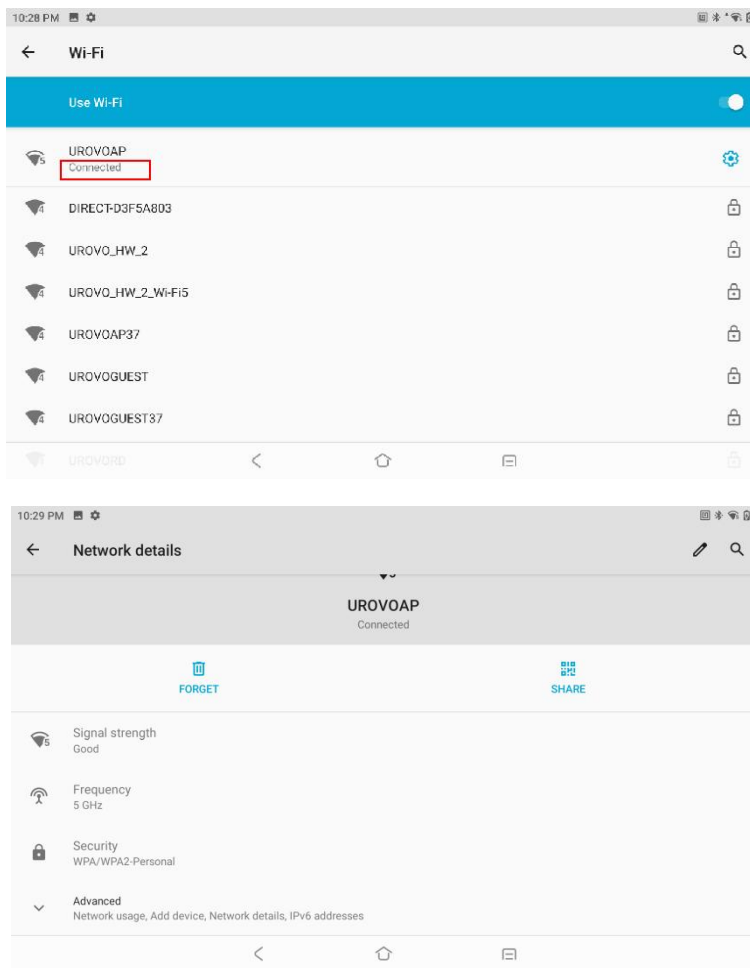 10:28 PM
Wi-Fi
Use Wi-Fi
UROVOAP
Connected
DIRECT-D3F5A803
UROVO_HW_2
UROVO_HW_2_Wi-Fi5
UROVOAP37
UROVOGUEST
UROVOGUEST37
UROVORD
10:29 PM
Network details
UROVOAP
Connected
FORGET
SHARE
Signal strength
Good
Frequency
5 GHz
Security
WPA/WPA2-Personal
Advanced
Network usage, Add device, Network details, IPv6 addresses